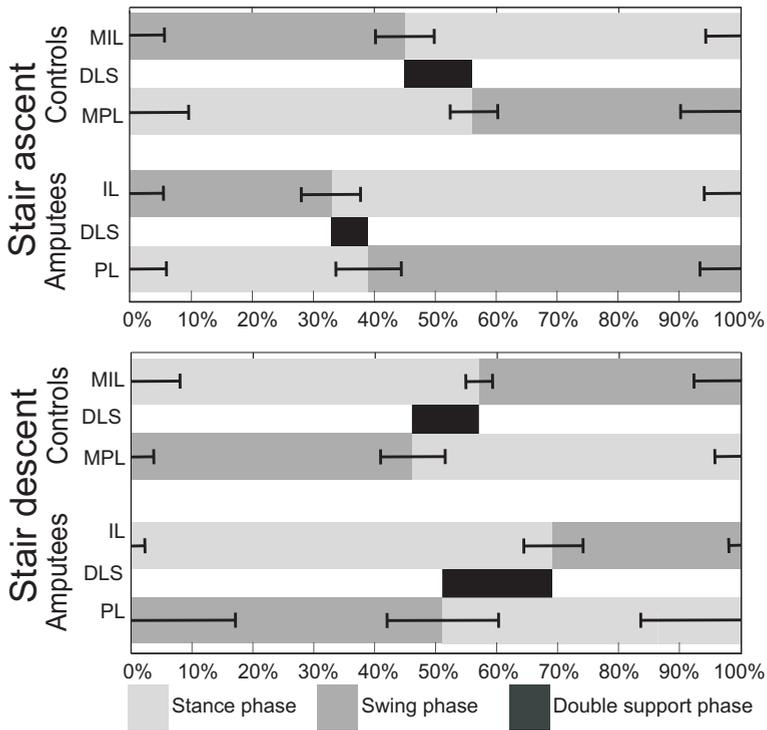 Stair ascent
Controls
MIL
DLS
MPL
Amputees
IL
DLS
PL
0% 10% 20% 30% 40% 50% 60% 70% 80% 90% 100%
Stair descent
Controls
MIL
DLS
MPL
Amputees
IL
DLS
PL
0% 10% 20% 30% 40% 50% 60% 70% 80% 90% 100%
Stance phase Swing phase Double support phase